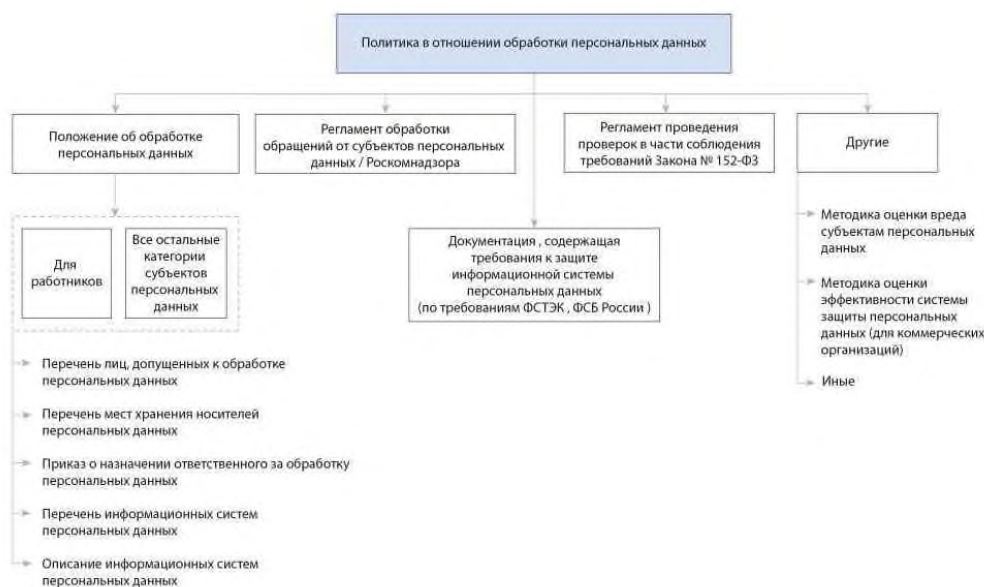 Политика в отношении обработки персональных данных
Положение об обработке
персональных данных
Регламент обработки
обращений от субъектов персональных
данных / Роскомнадзора
Регламент проведения
проверок в части соблюдения
требований Закона № 152-ФЗ
Другие
Для
работников
Все остальные
категории
субъектов
персональных
данных
Документация , содержащая
требования к защите
информационной системы
персональных данных
(по требованиям ФСТЭК , ФСБ России )
Методика оценки вреда
субъектам персональных
данных
Методика оценки
эффективности системы
защиты персональных
данных (для коммерческих
организаций)
Иные
Перечень лиц, допущенных к обработке
персональных данных
Перечень мест хранения носителей
персональных данных
Приказ о назначении ответственного за обработку
персональных данных
Перечень информационных систем
персональных данных
Описание информационных систем
персональных данных